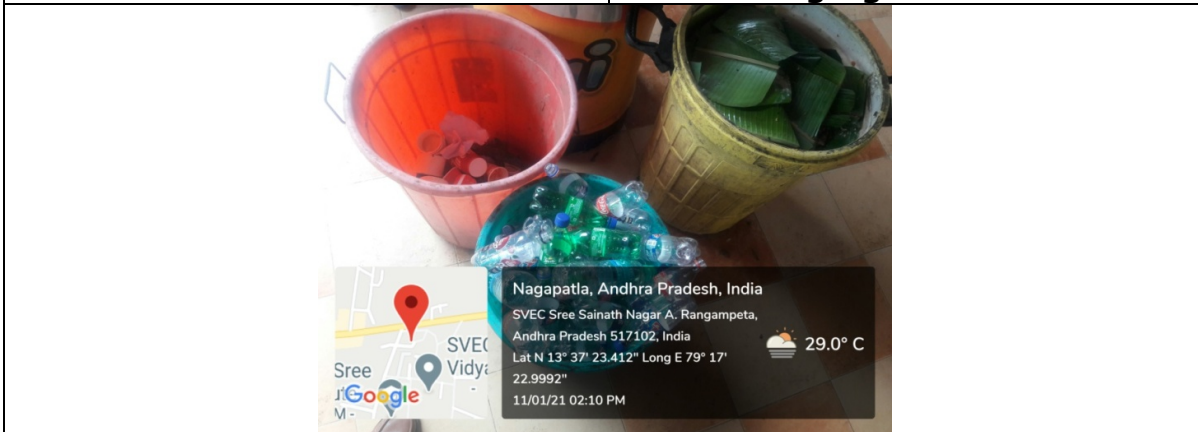 Nagapatla, Andhra Pradesh, India
SVEC Sree Sainath Nagar A. Rangampeta,
Andhra Pradesh 517102, India
Lat N 13° 37' 23.412" Long E 79° 17'
22.9992"
11/01/21 02:10 PM
29.0° C
SVEC
Vidya
Sree
Google
M -